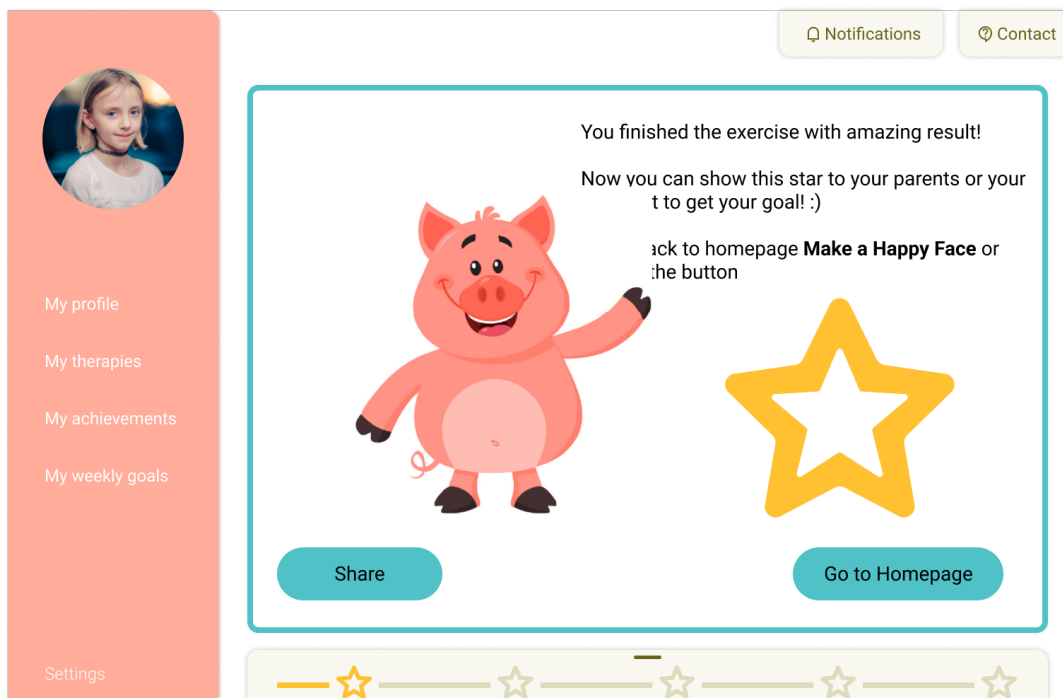 Notifications
Contact
You finished the exercise with amazing result!
Now you can show this star to your parents or your
t to get your goal! :)
ack to homepage Make a Happy Face or
the button
My profile
My therapies
My achievements
My weekly goals
Share
Go to Homepage
Settings